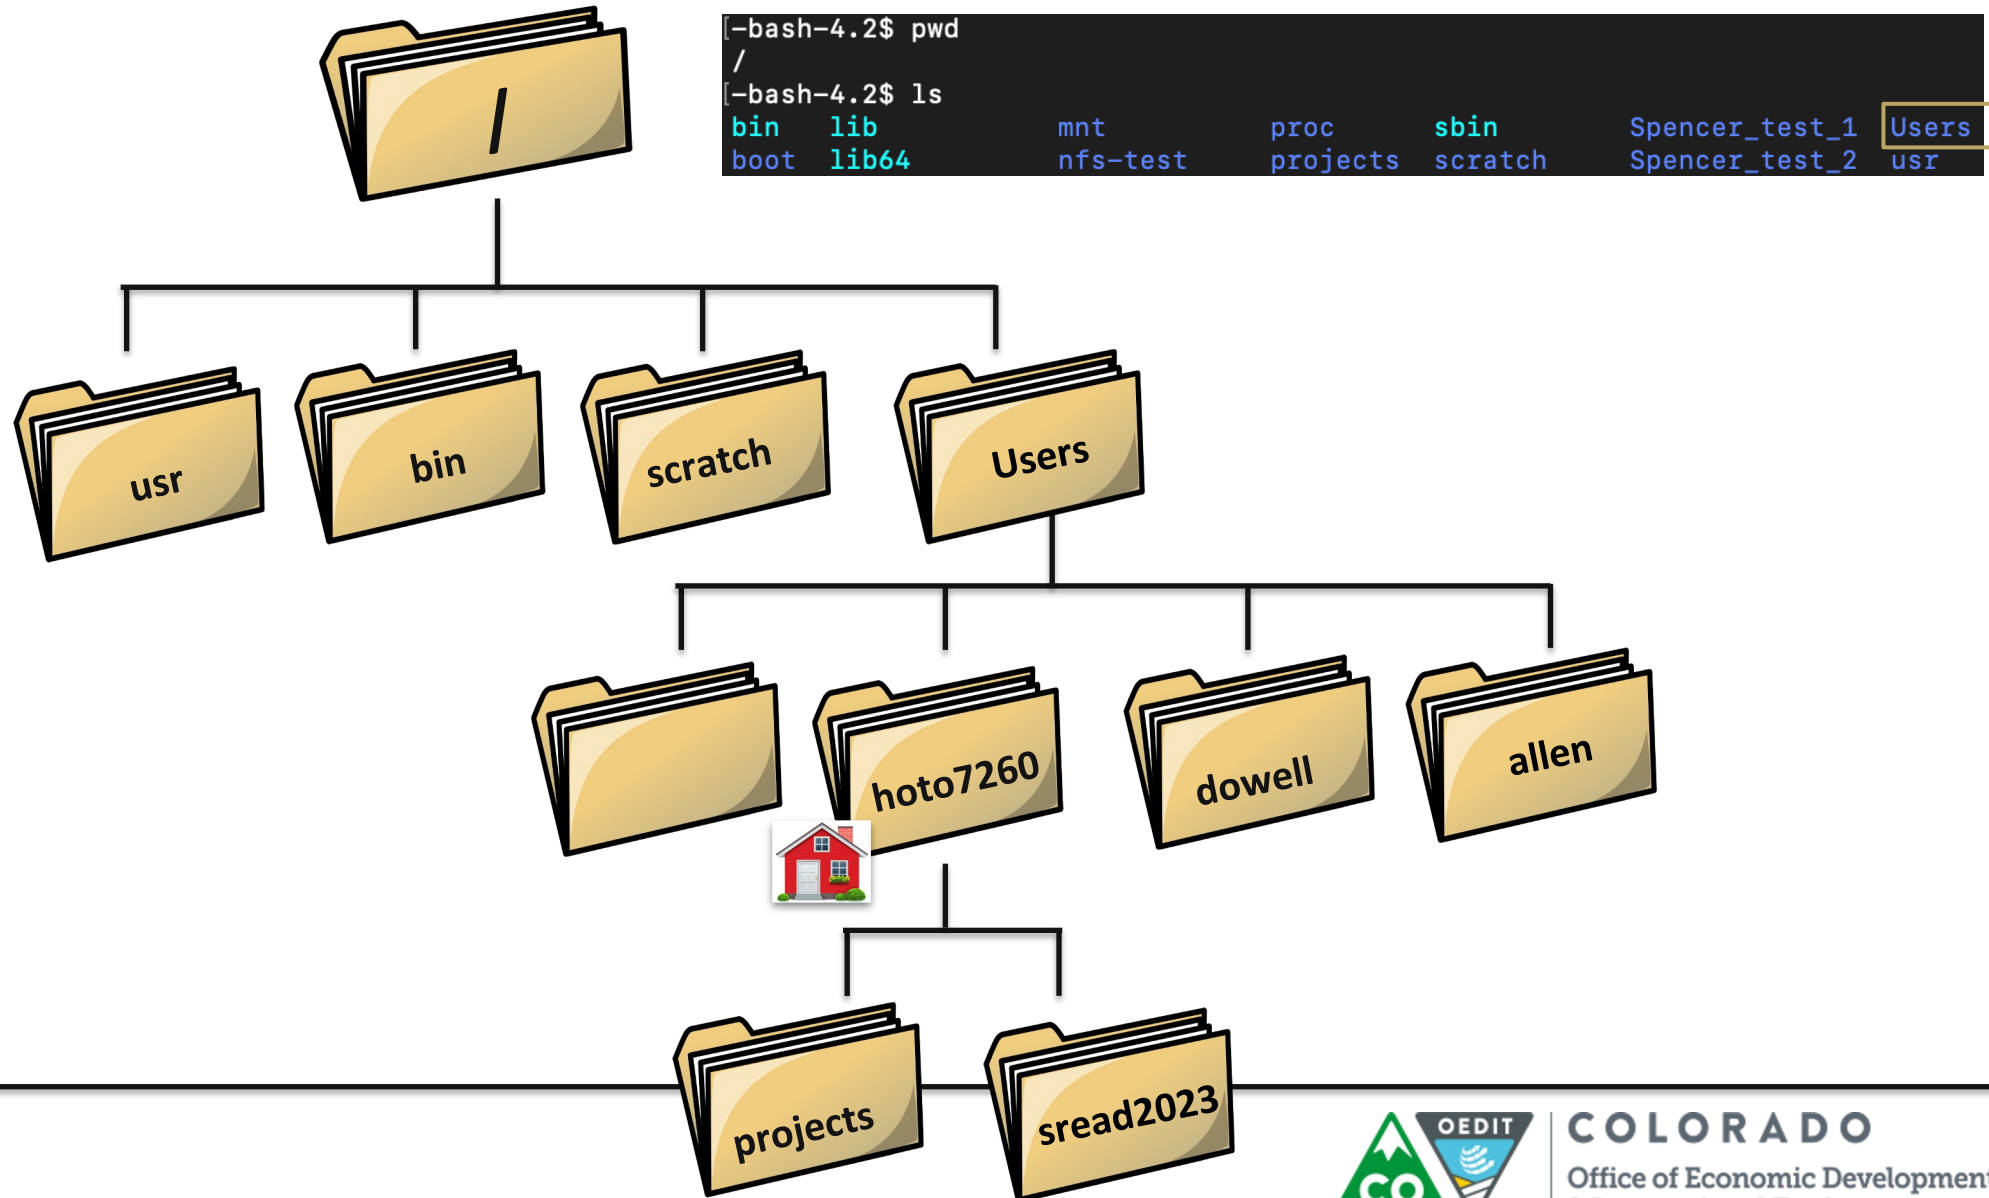 /
[-bash-4.2$ pwd
/
[-bash-4.2$ ls
bin lib mnt proc sbin Spencer_test_1 Users
boot lib64 nfs-test projects scratch Spencer_test_2 usr
usr bin scratch Users
hoto7260 dowell allen
projects sread2023
OEDIT
CO
COLORADO
Office of Economic Development